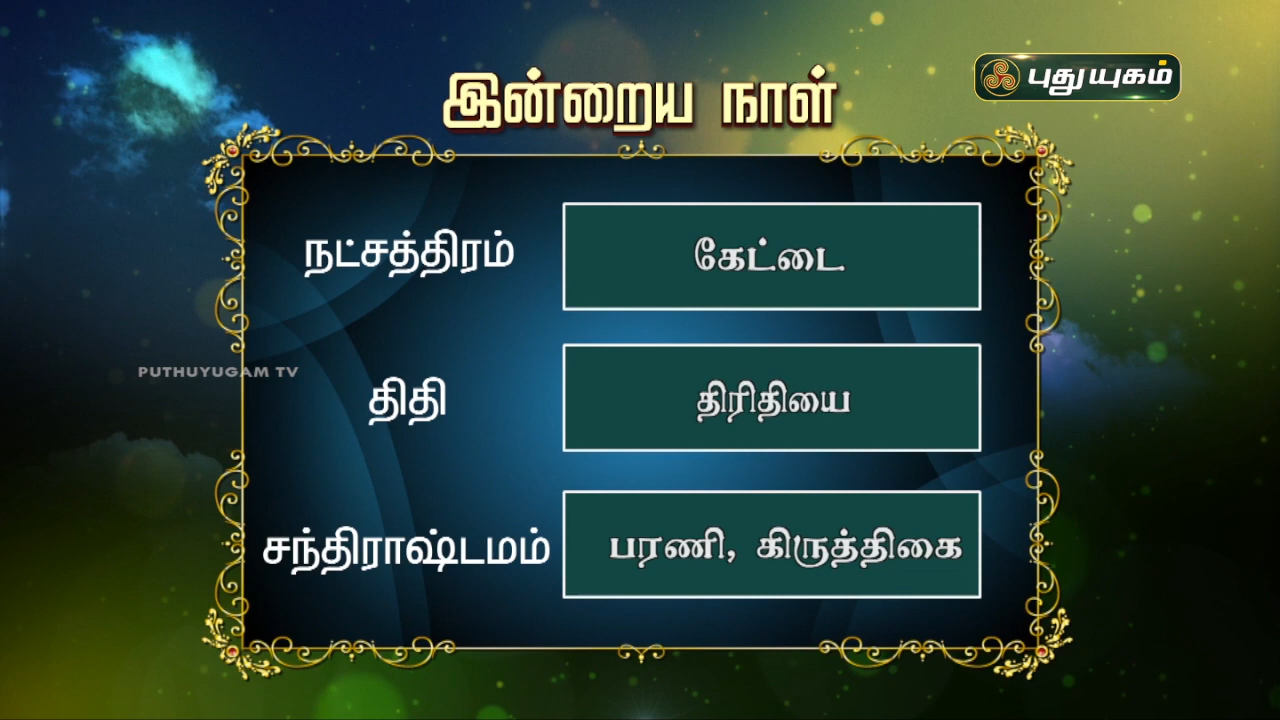 இன்றைய நாள்
புதுயுகம்
நட்சத்திரம் கேட்டை
PUTHUYUGAM TV
திதி திரிதியை
சந்திராஷ்டமம் பரணி, கிருத்திகை